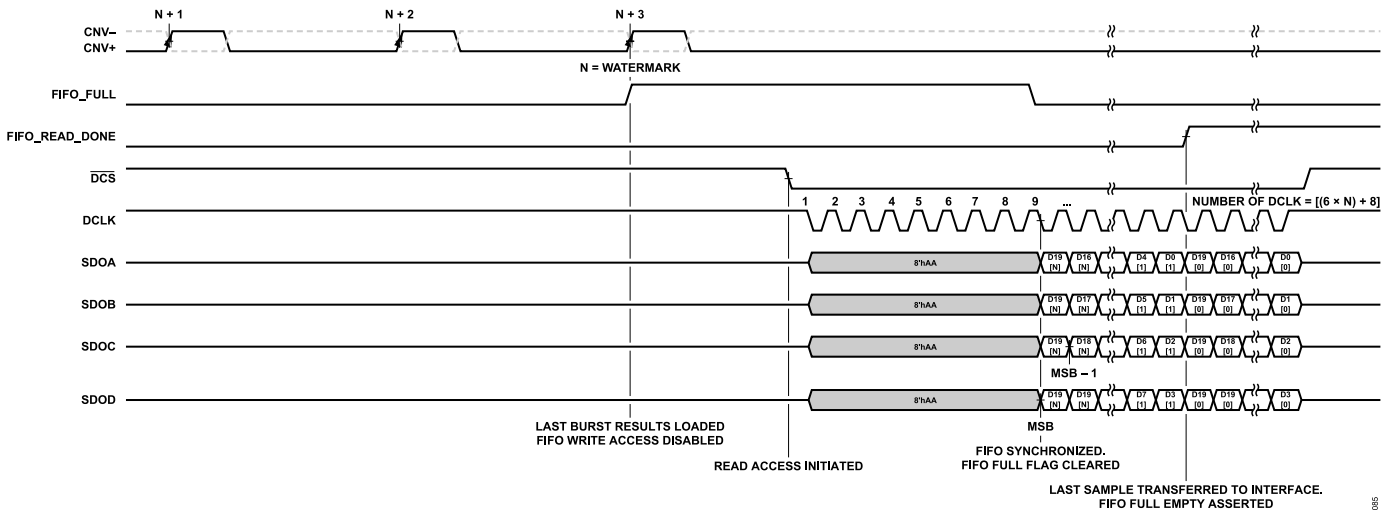 N + 1 N + 2 N + 3
CNV–
CNV+
N = WATERMARK
FIFO_FULL
FIFO_READ_DONE
DCS
1 2 3 4 5 6 7 8 9 ... NUMBER OF DCLK = [(6 × N) + 8]
DCLK
SDOA 8'hAA D19 [N] D16 [N] D4 [1] D0 [1] D19 [0] D16 [0] D0 [0]
SDOB 8'hAA D19 [N] D17 [N] D5 [1] D1 [1] D19 [0] D17 [0] D1 [0]
SDOC 8'hAA D19 [N] D18 [N] D6 [1] D2 [1] D19 [0] D18 [0] D2 [0]
MSB – 1
SDOD 8'hAA D19 [N] D19 [N] D7 [1] D3 [1] D19 [0] D19 [0] D3 [0]
LAST BURST RESULTS LOADED
FIFO WRITE ACCESS DISABLED
MSB
READ ACCESS INITIATED
FIFO SYNCHRONIZED.
FIFO FULL FLAG CLEARED
LAST SAMPLE TRANSFERRED TO INTERFACE.
FIFO FULL EMPTY ASSERTED
085